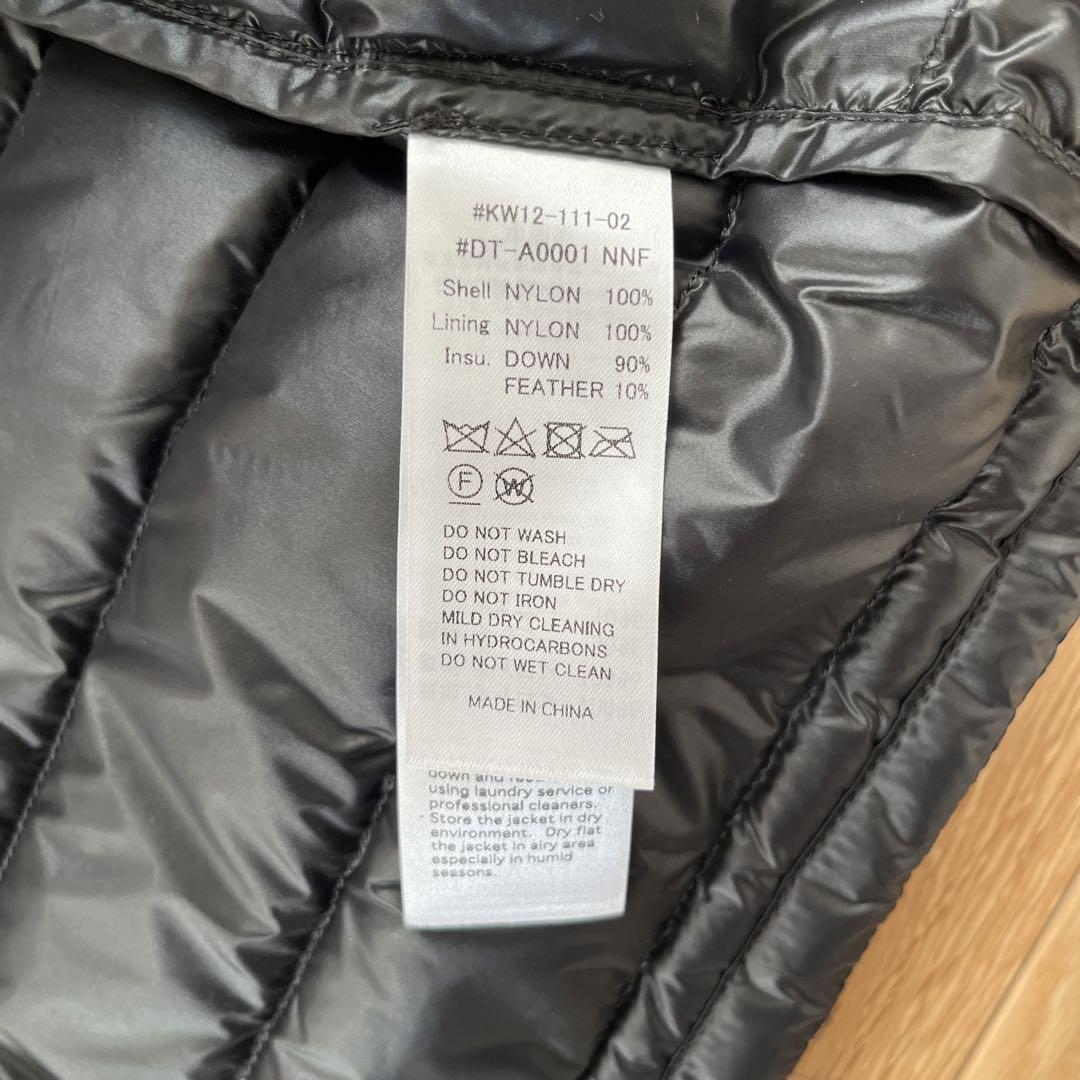 #KW12-111-02
#DT-A0001 NNF
Shell NYLON 100%
Lining NYLON 100%
Insu. DOWN 90%
FEATHER 10%
F
W
DO NOT WASH
DO NOT BLEACH
DO NOT TUMBLE DRY
DO NOT IRON
MILD DRY CLEANING
IN HYDROCARBONS
DO NOT WET CLEAN
MADE IN CHINA
down and
using laundry service or
professional cleaners.
· Store the jacket in dry
environment. Dry flat
the jacket in airy area
especially in humid
seasons.